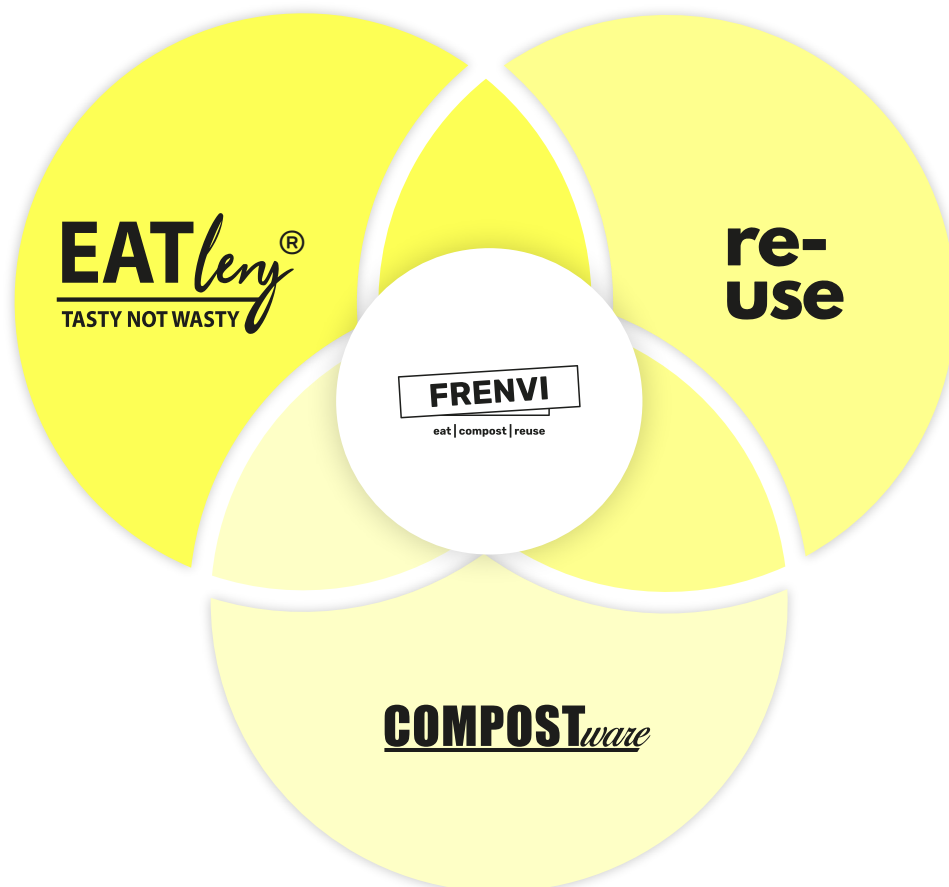 EATleny®
TASTY NOT WASTY
re-
use
FRENVI
eat|compost|reuse
COMPOSTware